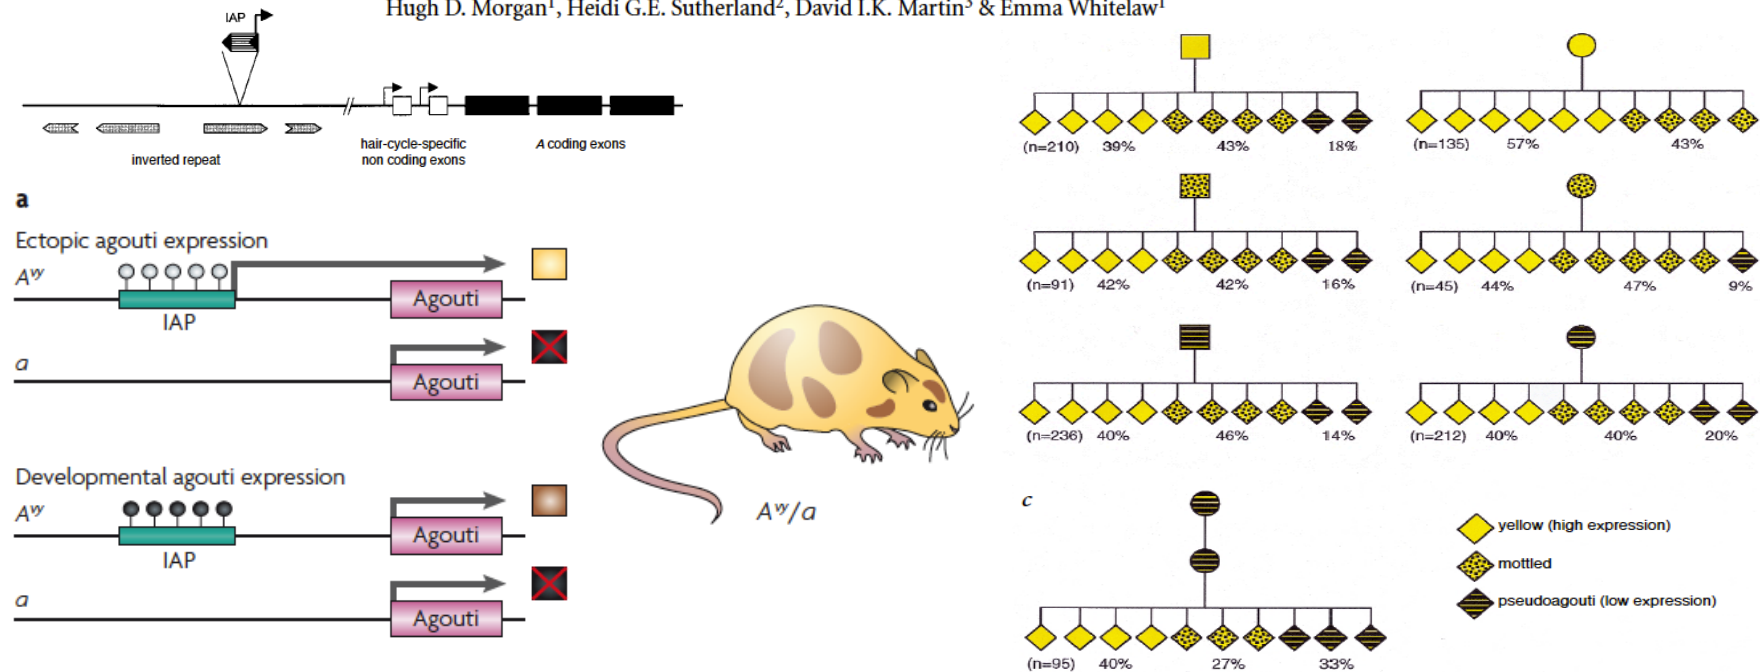 Hugh D. Morgan¹, Heidi G.E. Sutherland², David I.K. Martin³ & Emma Whitelaw¹
IAP
inverted repeat
hair-cycle-specific
non coding exons
A coding exons
a
Ectopic agouti expression
Aᵛʸ
IAP
Agouti
a
Agouti
Developmental agouti expression
Aᵛʸ
IAP
Agouti
a
Agouti
Aᵛʸ/a
(n=210) 39% 43% 18%
(n=135) 57% 43%
(n=91) 42% 42% 16%
(n=45) 44% 47% 9%
(n=236) 40% 46% 14%
(n=212) 40% 40% 20%
c
(n=95) 40% 27% 33%
yellow (high expression)
mottled
pseudoagouti (low expression)